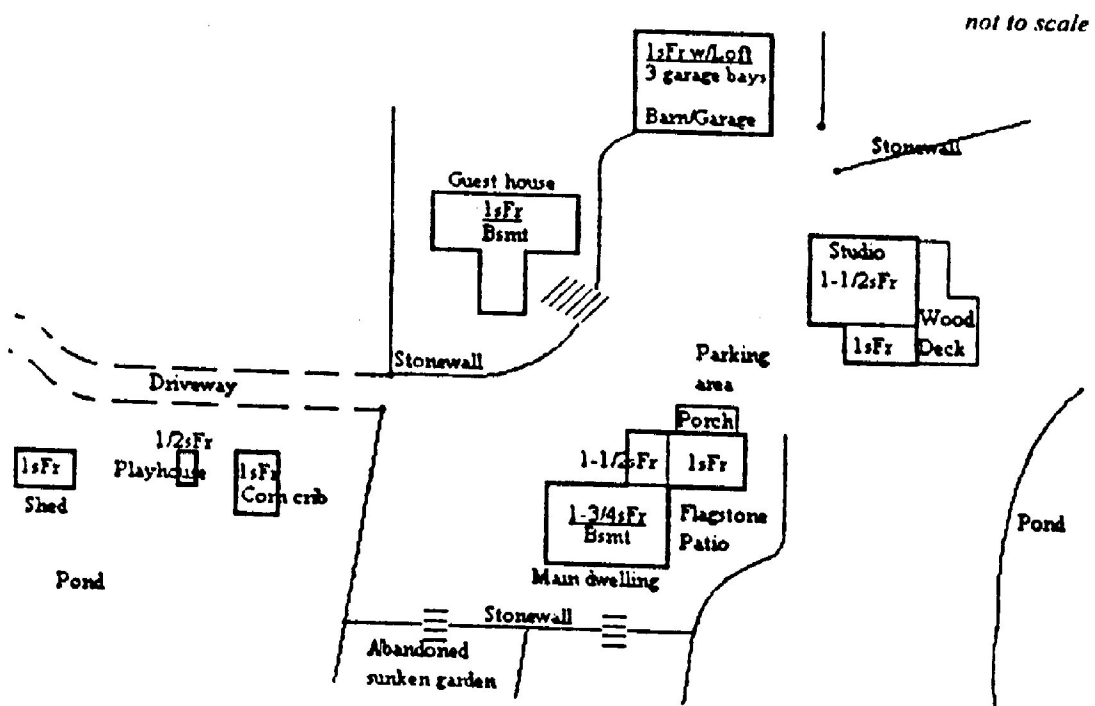 not to scale
1sFr w/Loft
3 garage bays
Barn/Garage
Stonewall
Guest house
1sFr
Bsmt
Studio
1-1/2sFr
Wood
Deck
1sFr
Stonewall
Parking
area
Driveway
Porch
1/2sFr
Playhouse
1sFr
Shed
1sFr
Corn crib
1-1/2sFr
1sFr
1-3/4sFr
Bsmt
Main dwelling
Flagstone
Patio
Pond
Pond
Stonewall
Abandoned
sunken garden